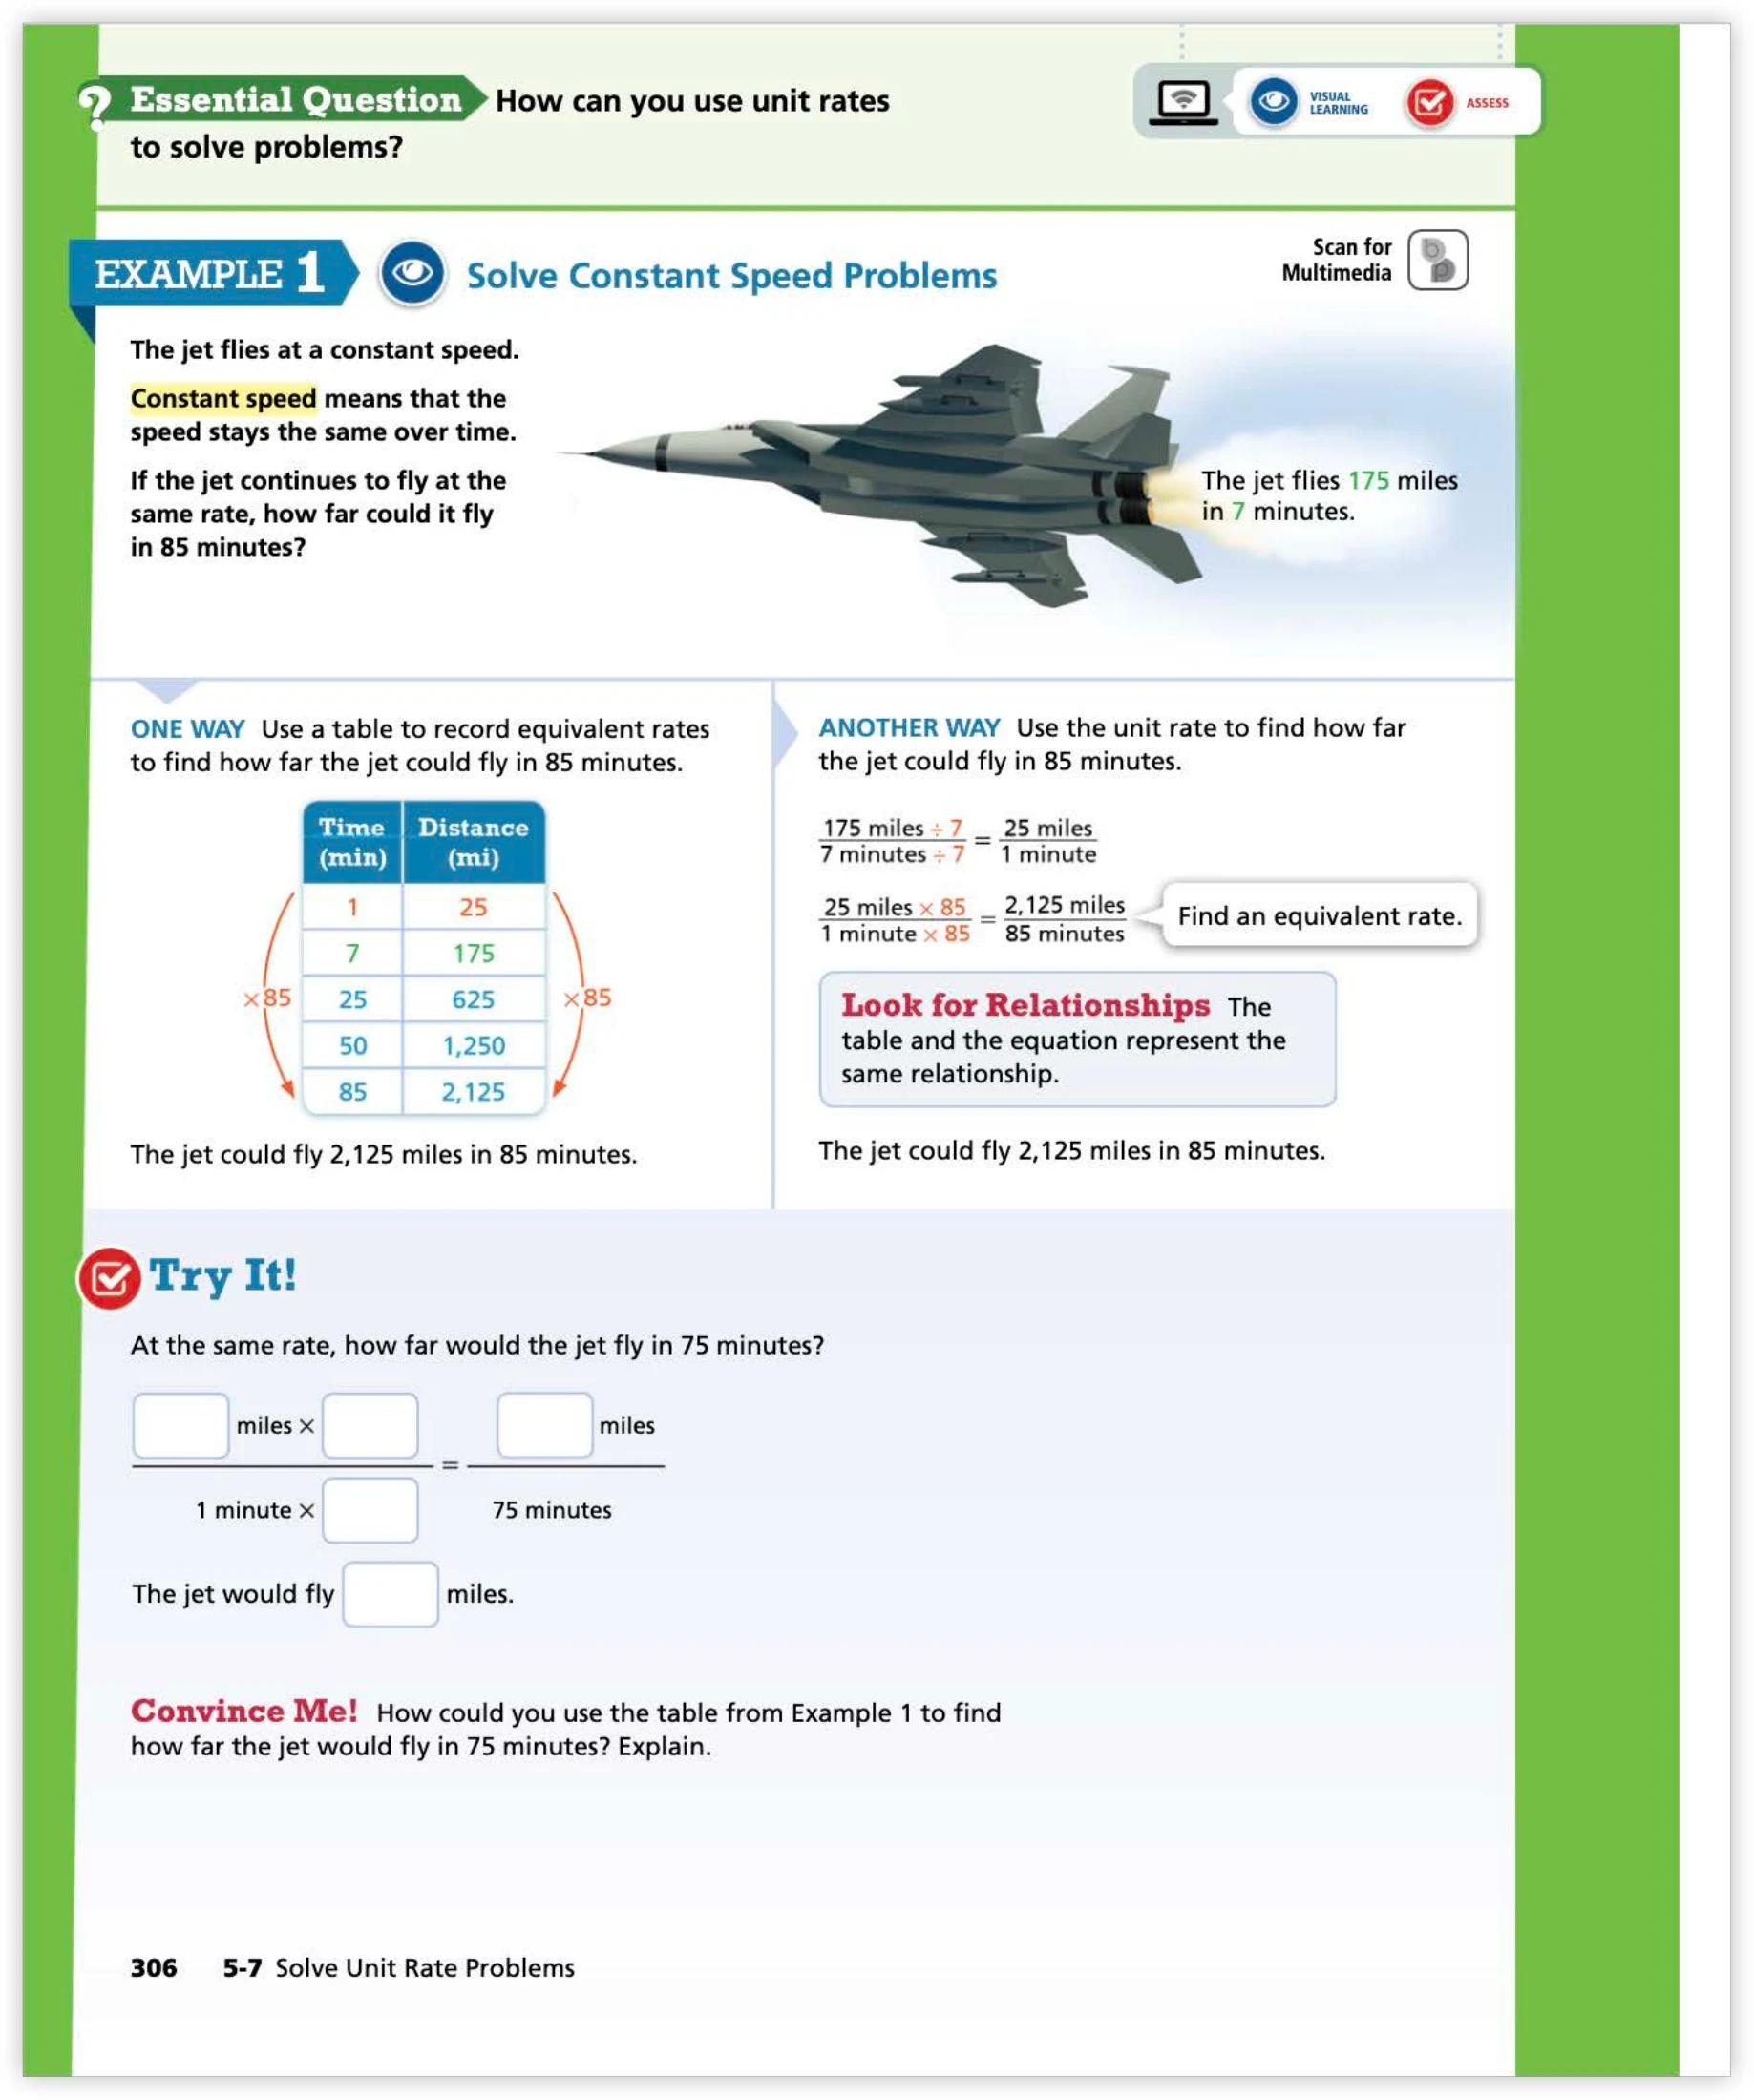 ? Essential Question How can you use unit rates
to solve problems?
VISUAL
LEARNING
ASSESS
EXAMPLE 1 Solve Constant Speed Problems
Scan for
Multimedia
The jet flies at a constant speed.
Constant speed means that the
speed stays the same over time.
If the jet continues to fly at the
same rate, how far could it fly
in 85 minutes?
The jet flies 175 miles
in 7 minutes.
ONE WAY Use a table to record equivalent rates
to find how far the jet could fly in 85 minutes.
Time Distance
(min) (mi)
1 25
7 175
×85 25 625 ×85
50 1,250
85 2,125
The jet could fly 2,125 miles in 85 minutes.
ANOTHER WAY Use the unit rate to find how far
the jet could fly in 85 minutes.
175 miles ÷ 7 = 25 miles
7 minutes ÷ 7 1 minute
25 miles × 85 = 2,125 miles
1 minute × 85 85 minutes
Find an equivalent rate.
Look for Relationships The
table and the equation represent the
same relationship.
The jet could fly 2,125 miles in 85 minutes.
Try It!
At the same rate, how far would the jet fly in 75 minutes?
miles × = miles
1 minute × 75 minutes
The jet would fly miles.
Convince Me! How could you use the table from Example 1 to find
how far the jet would fly in 75 minutes? Explain.
306 5-7 Solve Unit Rate Problems